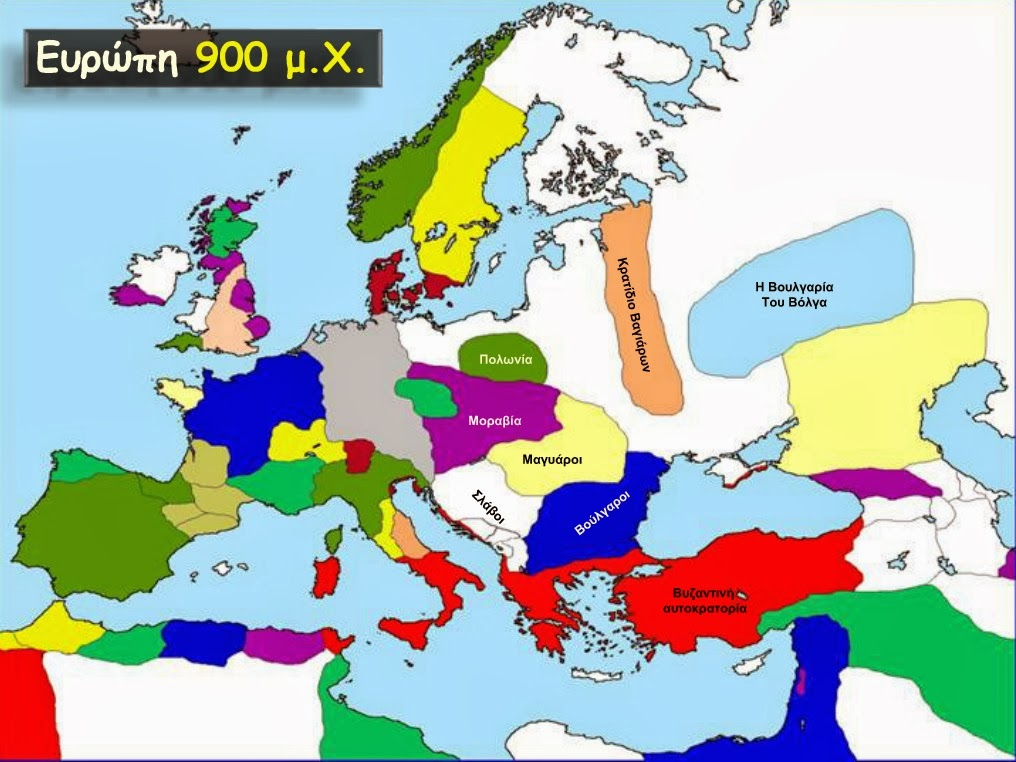 Ευρώπη 900 μ.Χ.
Κρατίδιο Βαγιάρων
Η Βουλγαρία
Του Βόλγα
Πολωνία
Μοραβία
Μαγυάροι
Σλάβοι
Βούλγαροι
Βυζαντινή
αυτοκρατορία